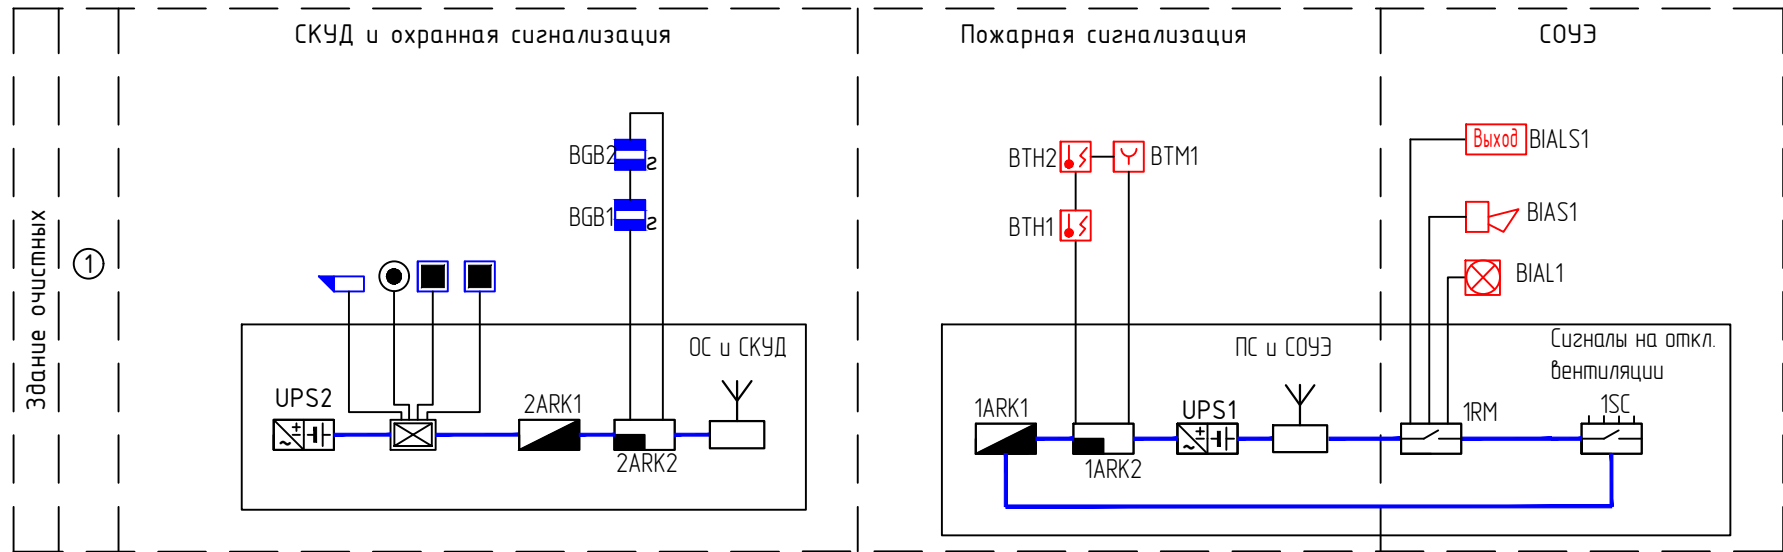 СКУД и охранная сигнализация
Пожарная сигнализация
СОУЭ
Здание очистных
1
BGB2
BGB1
BTH2
BTM1
BTH1
Выход
BIALS1
BIAS1
BIAL1
ОС и СКУД
UPS2
2ARK1
2ARK2
ПС и СОУЭ
Сигналы на откл.
вентиляции
1ARK1
1ARK2
UPS1
1RM
1SC